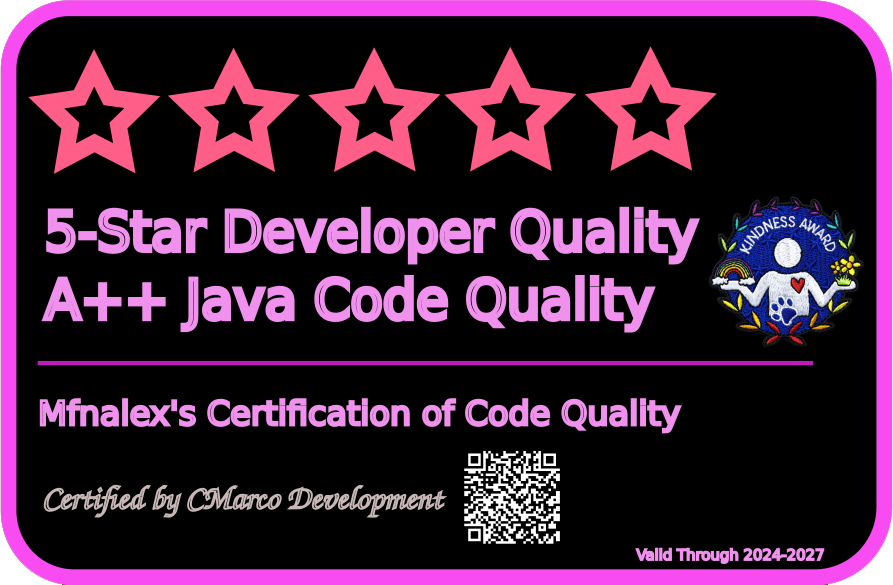 5-Star Developer Quality
KINDNESS AWARD
A++ Java Code Quality
Mfnalex's Certification of Code Quality
Certified by CMarco Development
Valid Through 2024-2027